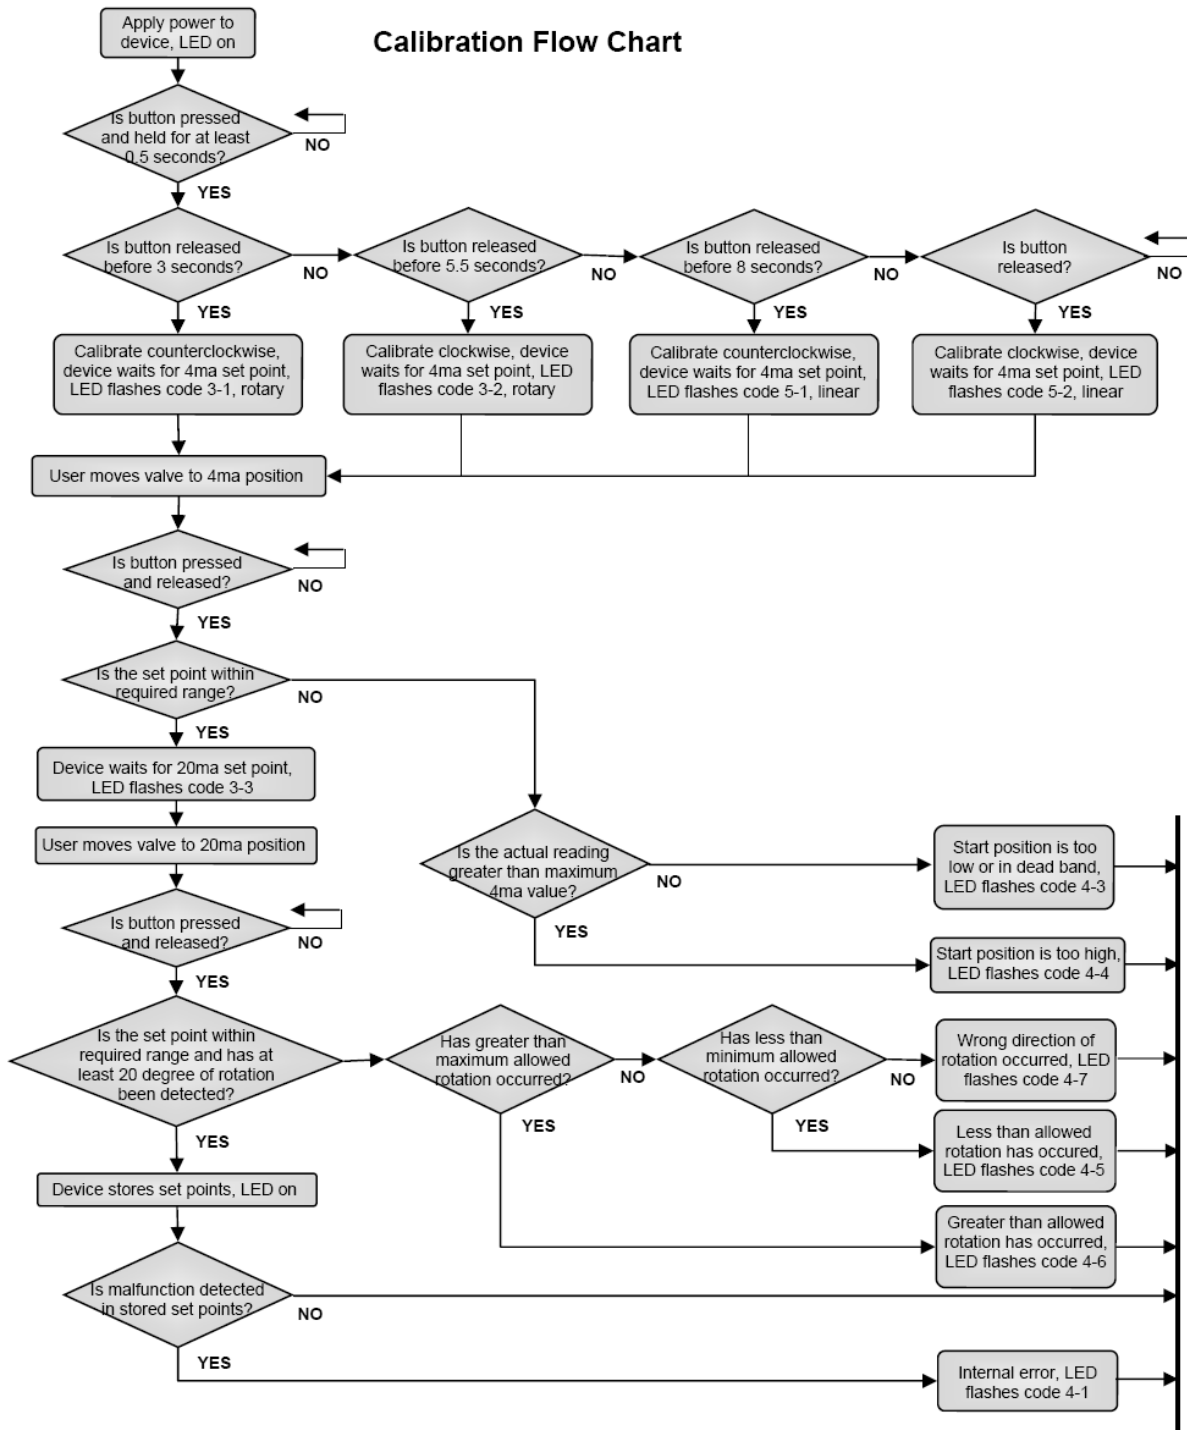 Calibration Flow Chart
Apply power to
device, LED on
Is button pressed
and held for at least
0.5 seconds?
NO
YES
Is button released
before 3 seconds?
NO
YES
Is button released
before 5.5 seconds?
NO
YES
Is button released
before 8 seconds?
NO
YES
Is button
released?
NO
YES
Calibrate counterclockwise,
device waits for 4ma set point,
LED flashes code 3-1, rotary
Calibrate clockwise, device
waits for 4ma set point, LED
flashes code 3-2, rotary
Calibrate counterclockwise,
device waits for 4ma set point,
LED flashes code 5-1, linear
Calibrate clockwise, device
waits for 4ma set point, LED
flashes code 5-2, linear
User moves valve to 4ma position
Is button pressed
and released?
NO
YES
Is the set point within
required range?
NO
YES
Device waits for 20ma set point,
LED flashes code 3-3
User moves valve to 20ma position
Is the actual reading
greater than maximum
4ma value?
NO
YES
Start position is too
low or in dead band,
LED flashes code 4-3
Is button pressed
and released?
NO
YES
Start position is too high,
LED flashes code 4-4
Is the set point within
required range and has at
least 20 degree of rotation
been detected?
YES
Has greater than
maximum allowed
rotation occurred?
NO
YES
Has less than
minimum allowed
rotation occurred?
NO
YES
Wrong direction of
rotation occurred, LED
flashes code 4-7
Less than allowed
rotation has occured,
LED flashes code 4-5
Device stores set points, LED on
Greater than allowed
rotation has occurred,
LED flashes code 4-6
Is malfunction detected
in stored set points?
NO
YES
Internal error, LED
flashes code 4-1